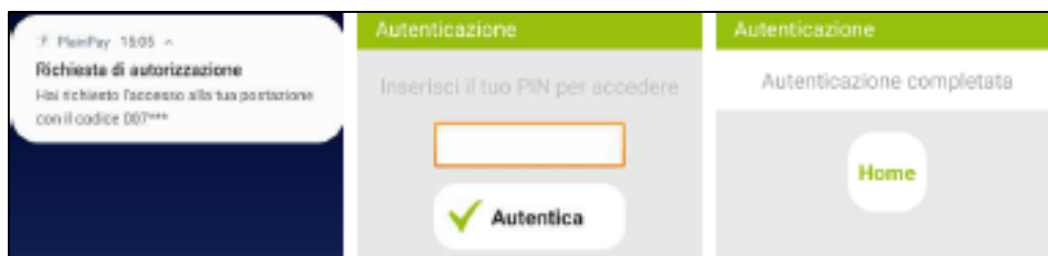 PlainPay 15:05
Richiesta di autorizzazione
Hai richiesto l'accesso alla tua postazione
con il codice 007***
Autenticazione
Inserisci il tuo PIN per accedere
Autentica
Autenticazione
Autenticazione completata
Home